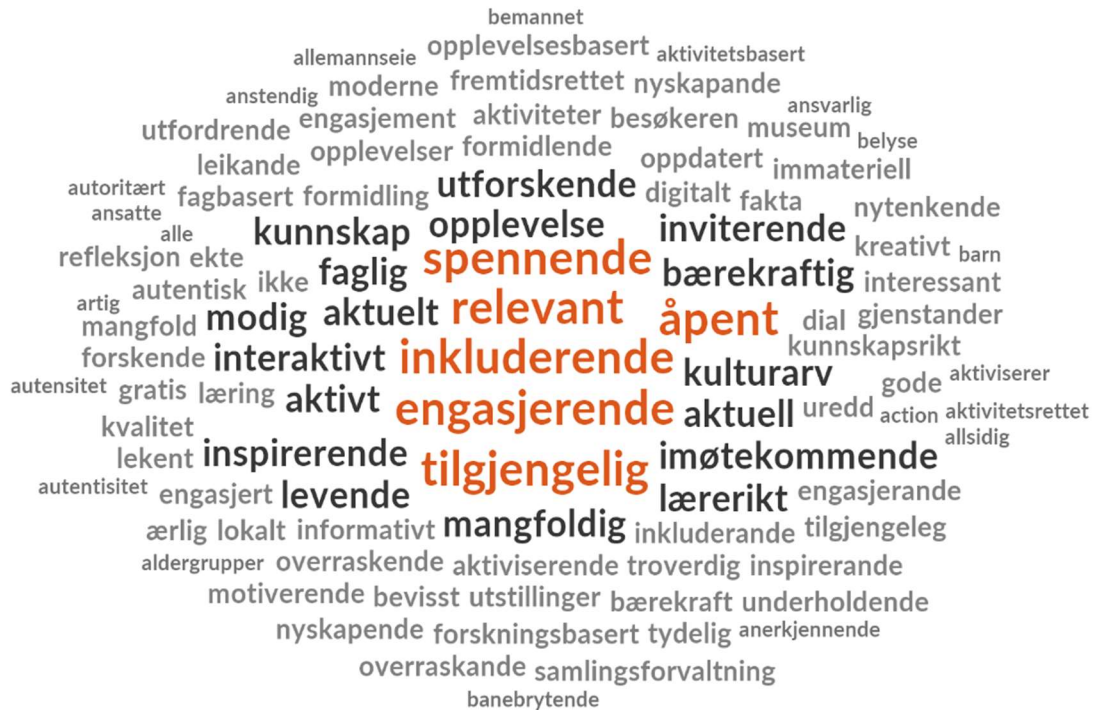 bemannet
allemannseie opplevelsesbasert aktivitetsbasert
anstendig moderne fremtidsrettet nyskapande
utfordrende engasjement aktiviteter besøkeren museum ansvarlig
leikande opplevelser formidlende oppdatert immateriell belyse
autoritært fagbasert formidling utforskende digitalt fakta nytenkende
ansatte
alle kunnskap opplevelse inviterende kreativt barn
refleksjon ekte faglig spennende bærekraftig interessant
artig autentisk ikke
mangfold modig aktuelt relevant åpent dial gjenstander
forskende interaktivt inkluderende kulturarv kunnskapsrikt
autensitet gratis læring aktivt engasjerende aktuell uredd gode aktiviserer
action aktivitetsrettet
kvalitet allsidig
lekent inspirerende tilgjengelig imøtekommende
autentisitet engasjert levende lærerikt engasjerande
ærlig lokalt informativt mangfoldig inkluderande tilgjengeleg
aldergrupper overraskende aktiviserende troverdig inspirerande
motiverende bevisst utstillinger bærekraft underholdende
nyskapende forskningsbasert tydelig anerkjennende
overraskande samlingsforvaltning
banebrytende